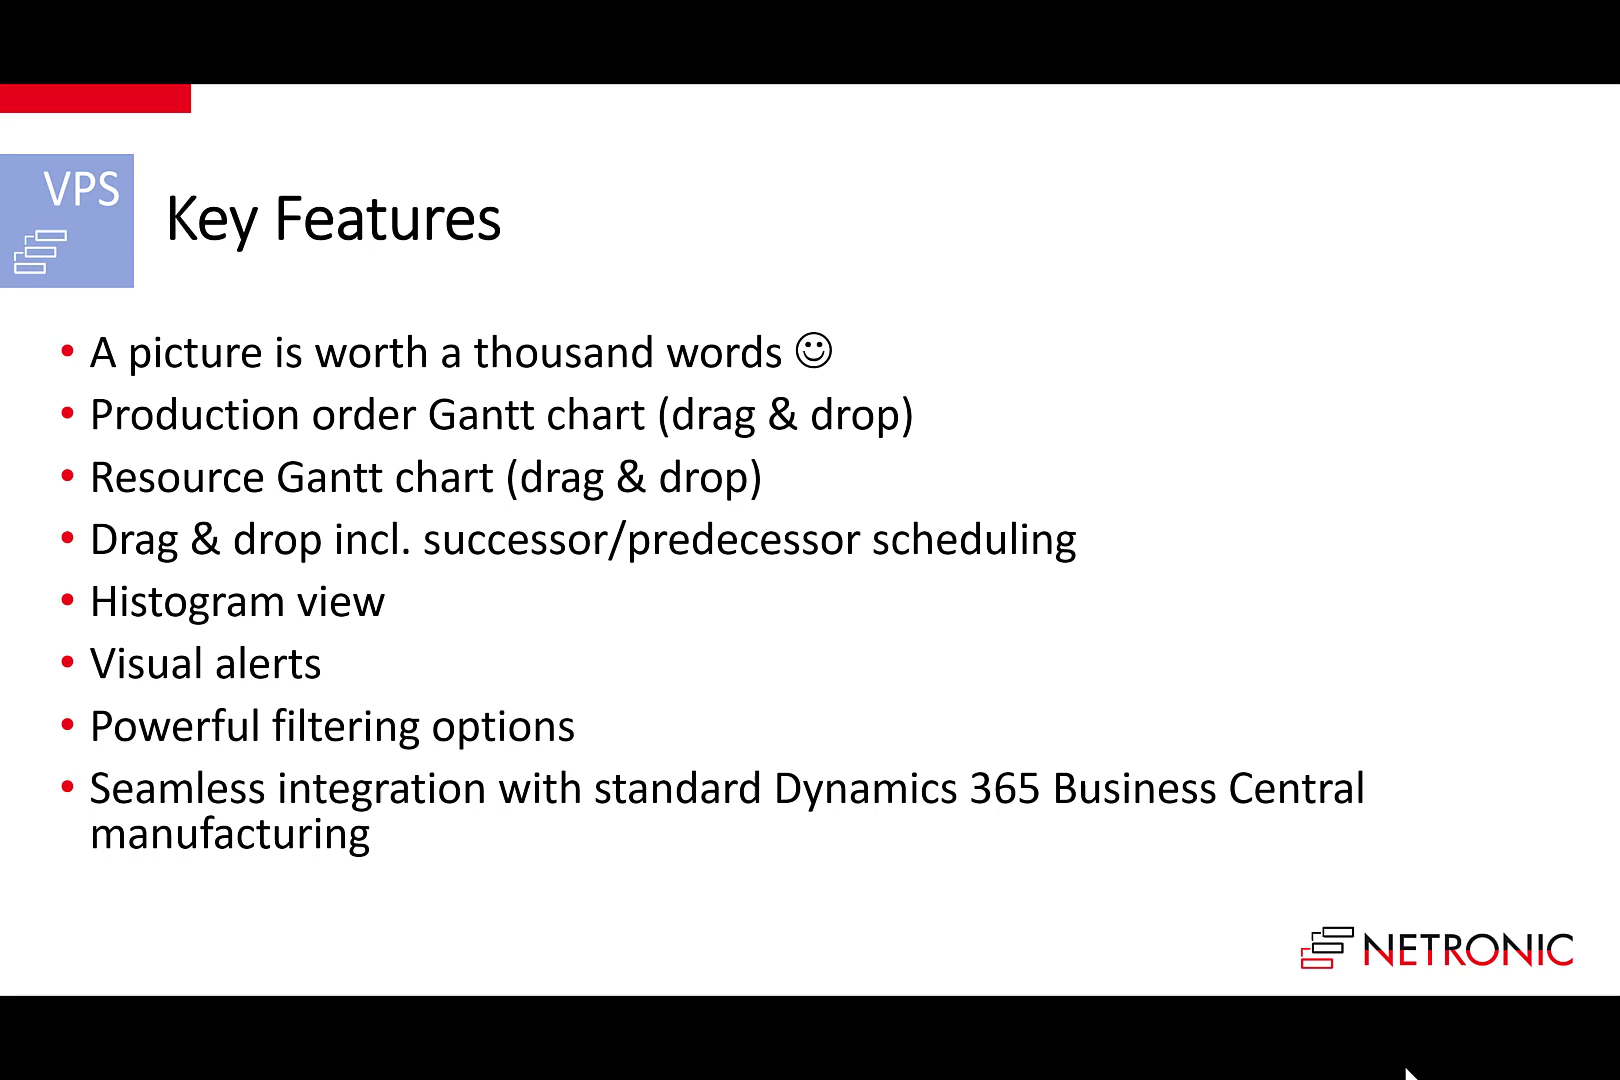 VPS
Key Features
• A picture is worth a thousand words ☺
• Production order Gantt chart (drag & drop)
• Resource Gantt chart (drag & drop)
• Drag & drop incl. successor/predecessor scheduling
• Histogram view
• Visual alerts
• Powerful filtering options
• Seamless integration with standard Dynamics 365 Business Central
manufacturing
NETRONIC